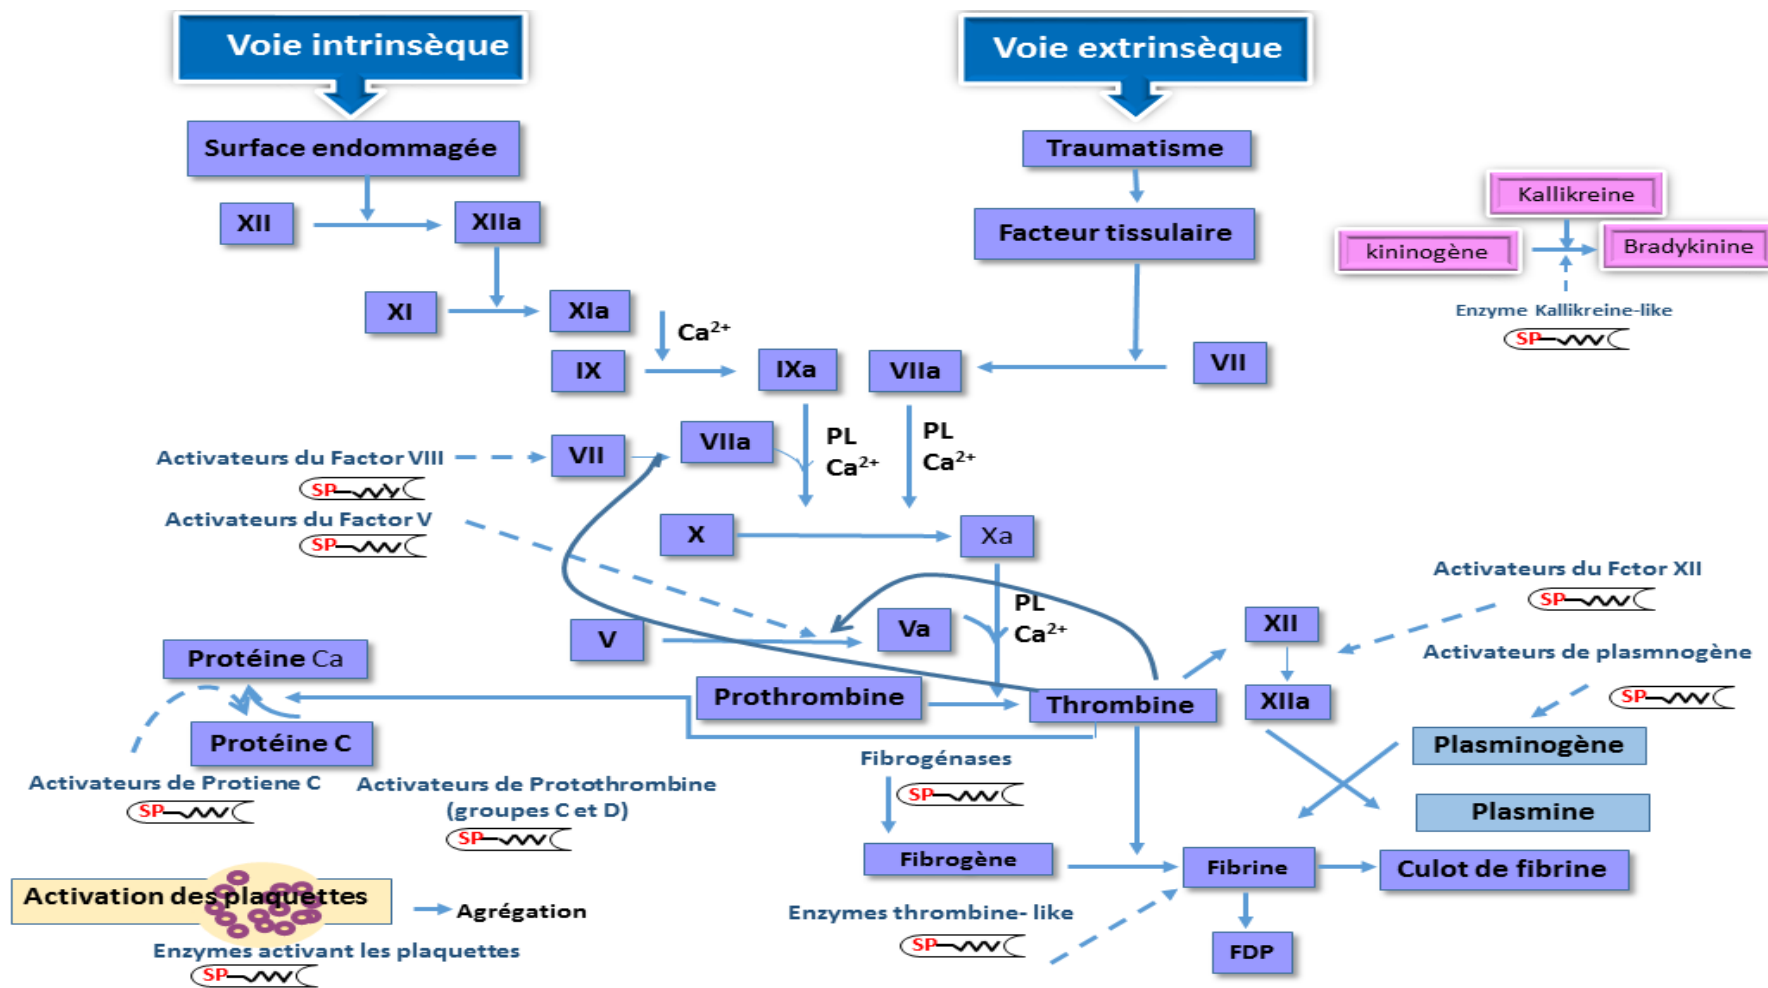 Voie intrinsèque
Voie extrinsèque
Surface endommagée
Traumatisme
Kallikreine
XII
XIIa
Facteur tissulaire
kininogène
Bradykinine
Enzyme Kallikreine-like
SP
XI
XIa
Ca2+
IX
IXa
VIIa
VII
Activateurs du Factor VIII
SP
VII
VIIa
PL
Ca2+
PL
Ca2+
Activateurs du Factor V
SP
X
Xa
Activateurs du Fctor XII
SP
V
Va
PL
Ca2+
XII
Activateurs de plasmnogène
SP
Protéine Ca
Prothrombine
Thrombine
XIIa
Protéine C
Plasminogène
Fibrogénases
SP
Activateurs de Protiene C
SP
Activateurs de Protothrombine
(groupes C et D)
SP
Plasmine
Fibrogène
Fibrine
Culot de fibrine
Activation des plaquettes
Agrégation
Enzymes thrombine- like
SP
Enzymes activant les plaquettes
SP
FDP